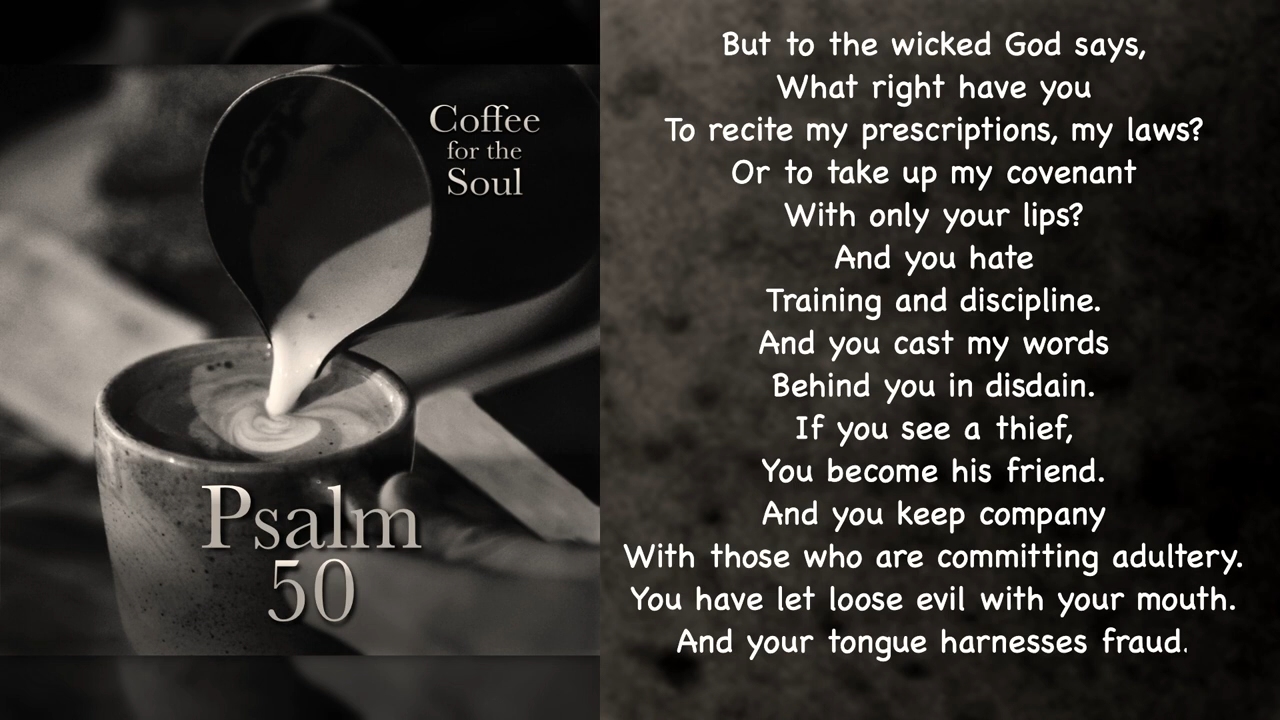 Coffee
for the
Soul
Psalm
50
But to the wicked God says,
What right have you
To recite my prescriptions, my laws?
Or to take up my covenant
With only your lips?
And you hate
Training and discipline.
And you cast my words
Behind you in disdain.
If you see a thief,
You become his friend.
And you keep company
With those who are committing adultery.
You have let loose evil with your mouth.
And your tongue harnesses fraud.